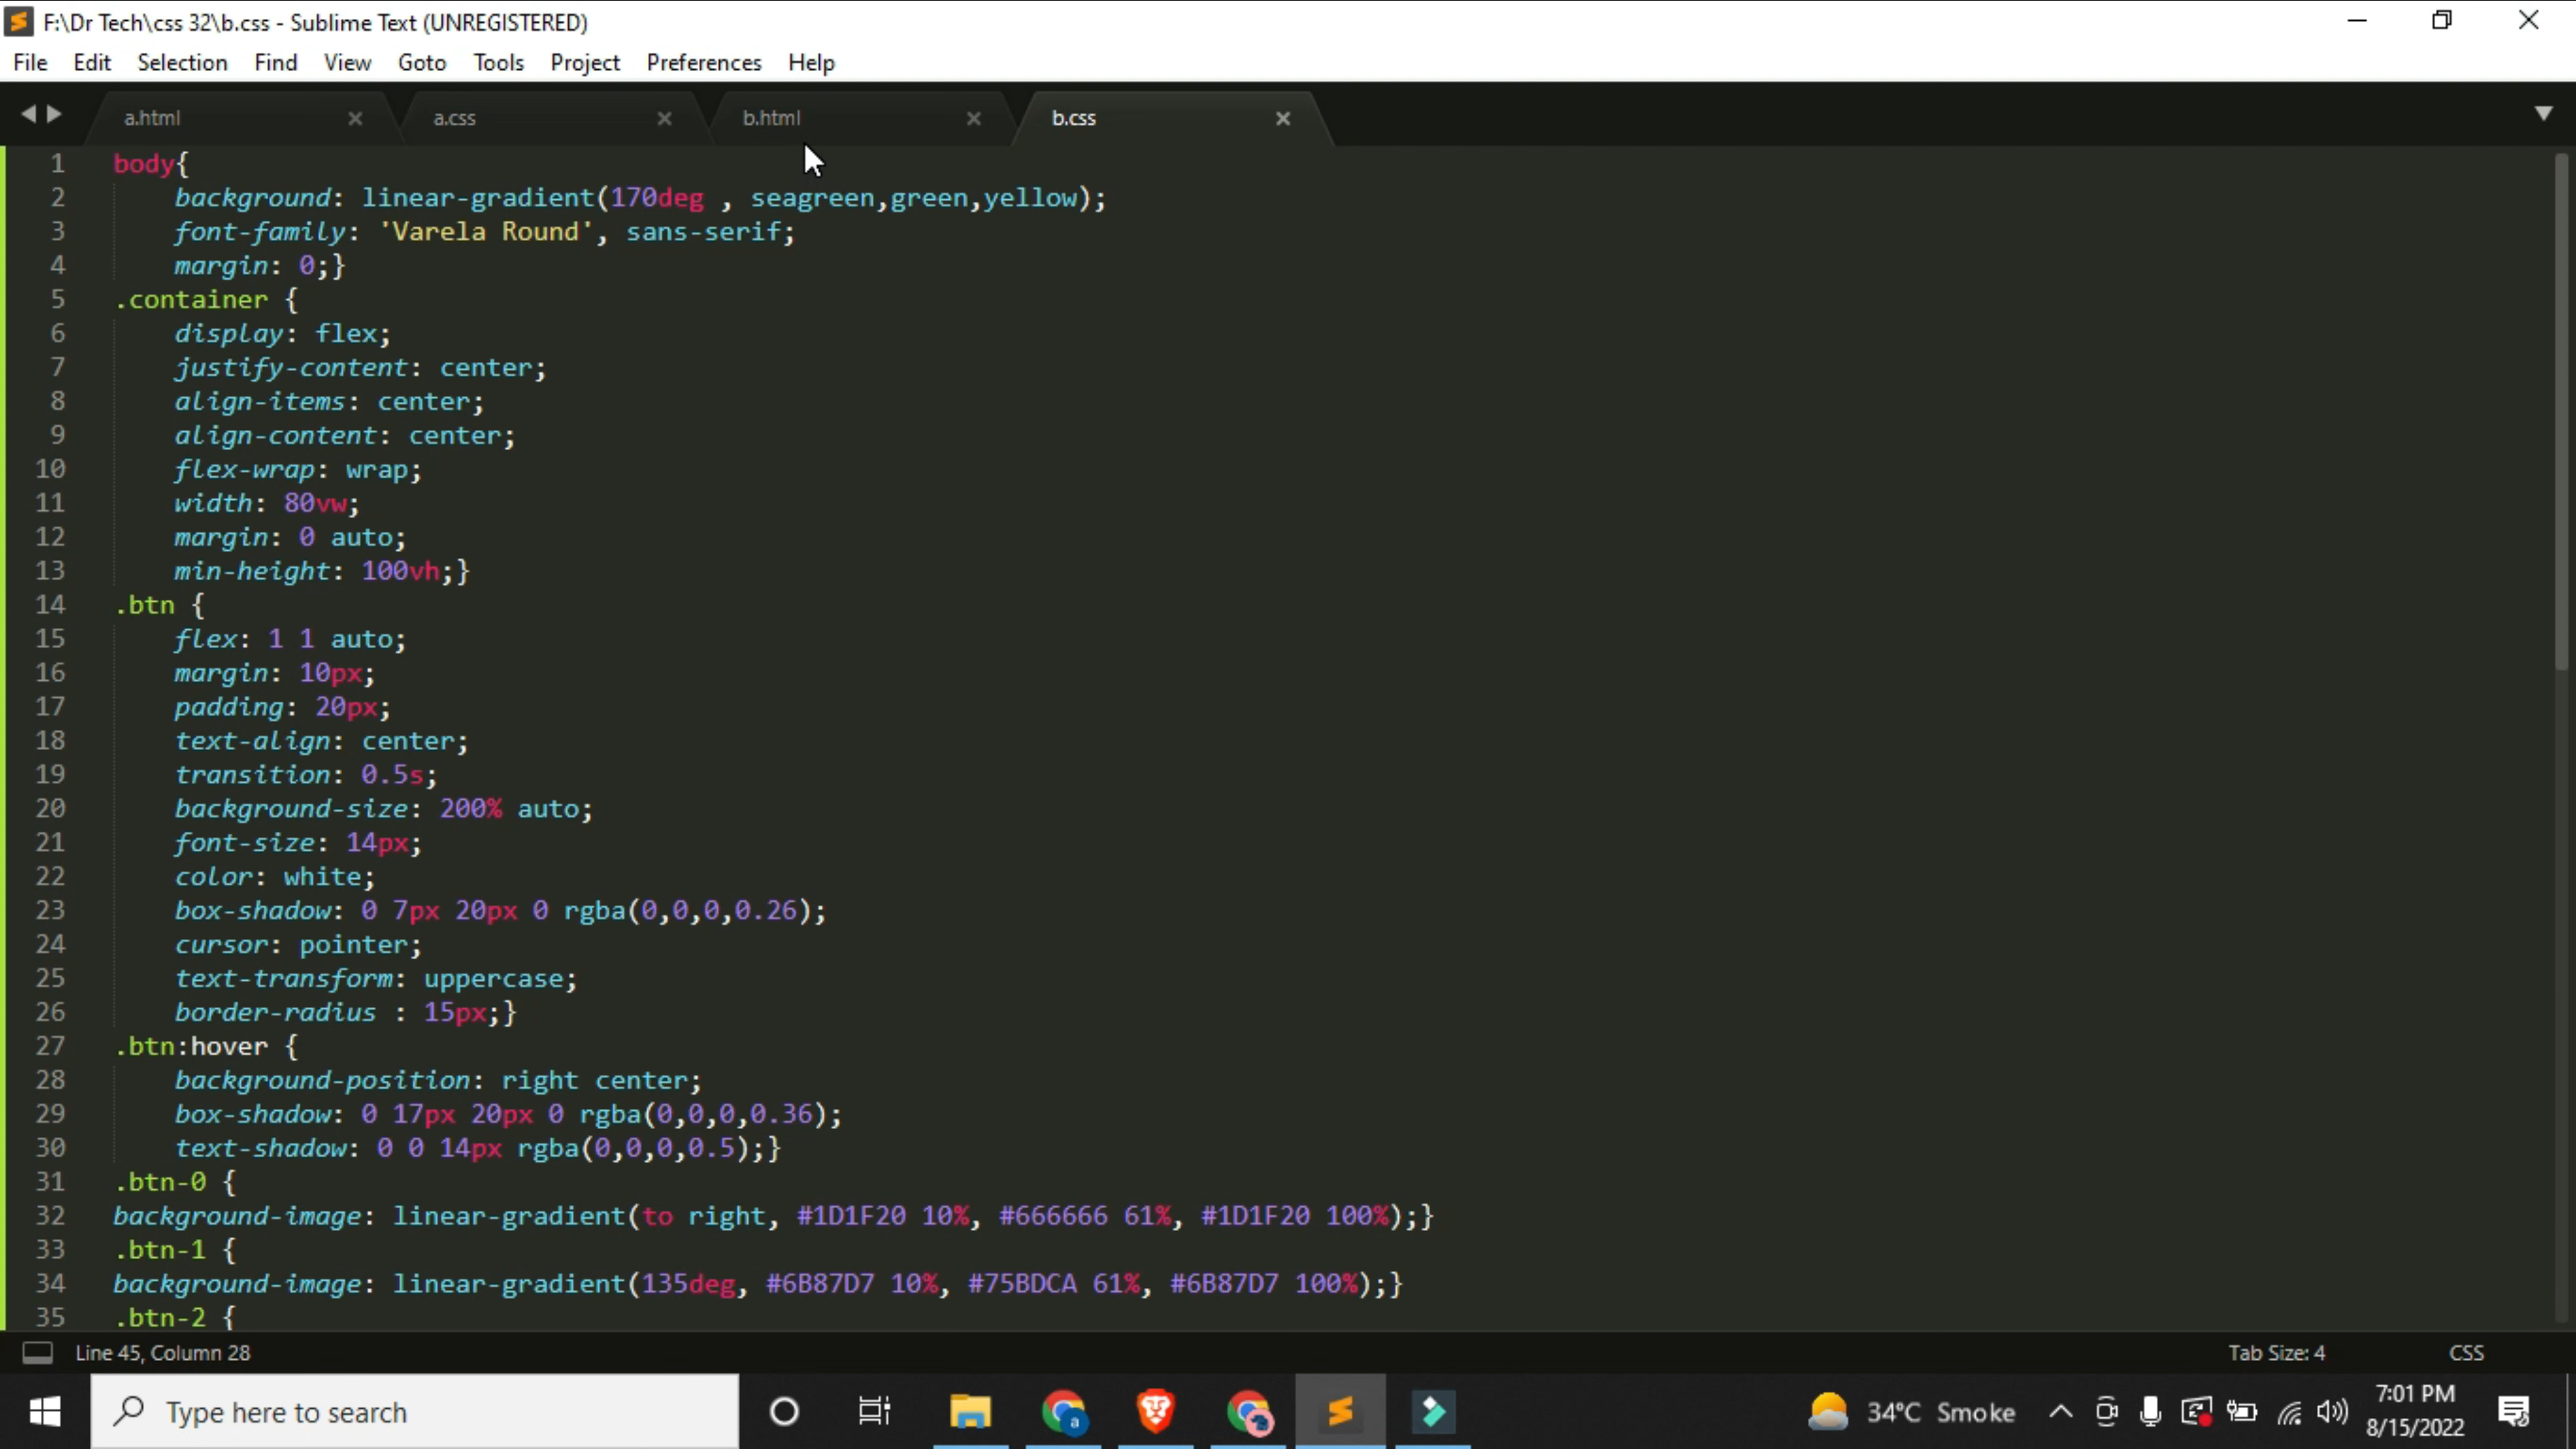 F:\Dr Tech\css 32\b.css - Sublime Text (UNREGISTERED)
File Edit Selection Find View Goto Tools Project Preferences Help
a.html a.css b.html b.css
1 body{
2 background: linear-gradient(170deg , seagreen,green,yellow);
3 font-family: 'Varela Round', sans-serif;
4 margin: 0;}
5 .container {
6 display: flex;
7 justify-content: center;
8 align-items: center;
9 align-content: center;
10 flex-wrap: wrap;
11 width: 80vw;
12 margin: 0 auto;
13 min-height: 100vh;}
14 .btn {
15 flex: 1 1 auto;
16 margin: 10px;
17 padding: 20px;
18 text-align: center;
19 transition: 0.5s;
20 background-size: 200% auto;
21 font-size: 14px;
22 color: white;
23 box-shadow: 0 7px 20px 0 rgba(0,0,0,0.26);
24 cursor: pointer;
25 text-transform: uppercase;
26 border-radius : 15px;}
27 .btn:hover {
28 background-position: right center;
29 box-shadow: 0 17px 20px 0 rgba(0,0,0,0.36);
30 text-shadow: 0 0 14px rgba(0,0,0,0.5);}
31 .btn-0 {
32 background-image: linear-gradient(to right, #1D1F20 10%, #666666 61%, #1D1F20 100%);}
33 .btn-1 {
34 background-image: linear-gradient(135deg, #6B87D7 10%, #75BDCA 61%, #6B87D7 100%);}
35 .btn-2 {
Line 45, Column 28 Tab Size: 4 CSS
Type here to search 34°C Smoke 7:01 PM
8/15/2022